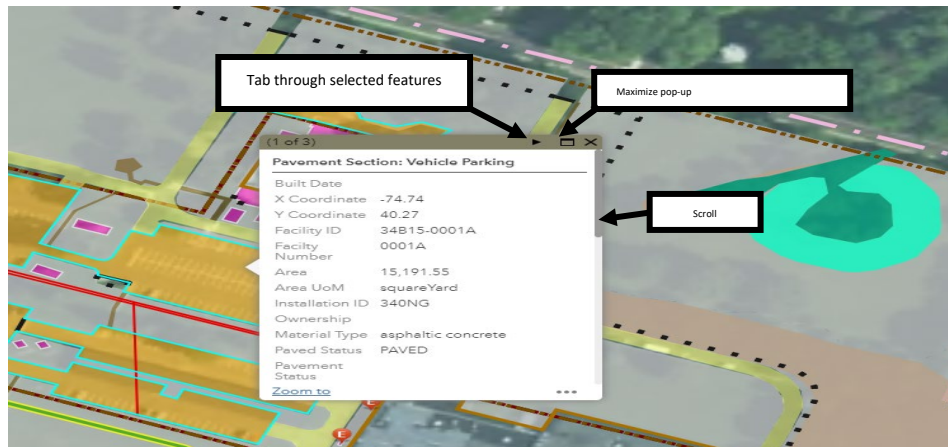 Tab through selected features
Maximize pop-up
(1 of 3)
Pavement Section: Vehicle Parking
Built Date
X Coordinate -74.74
Y Coordinate 40.27
Scroll
Facility ID 34B15-0001A
Facilty 0001A
Number
Area 15,191.55
Area UoM squareYard
Installation ID 340NG
Ownership
Material Type asphaltic concrete
Paved Status PAVED
Pavement
Status
Zoom to
E
E